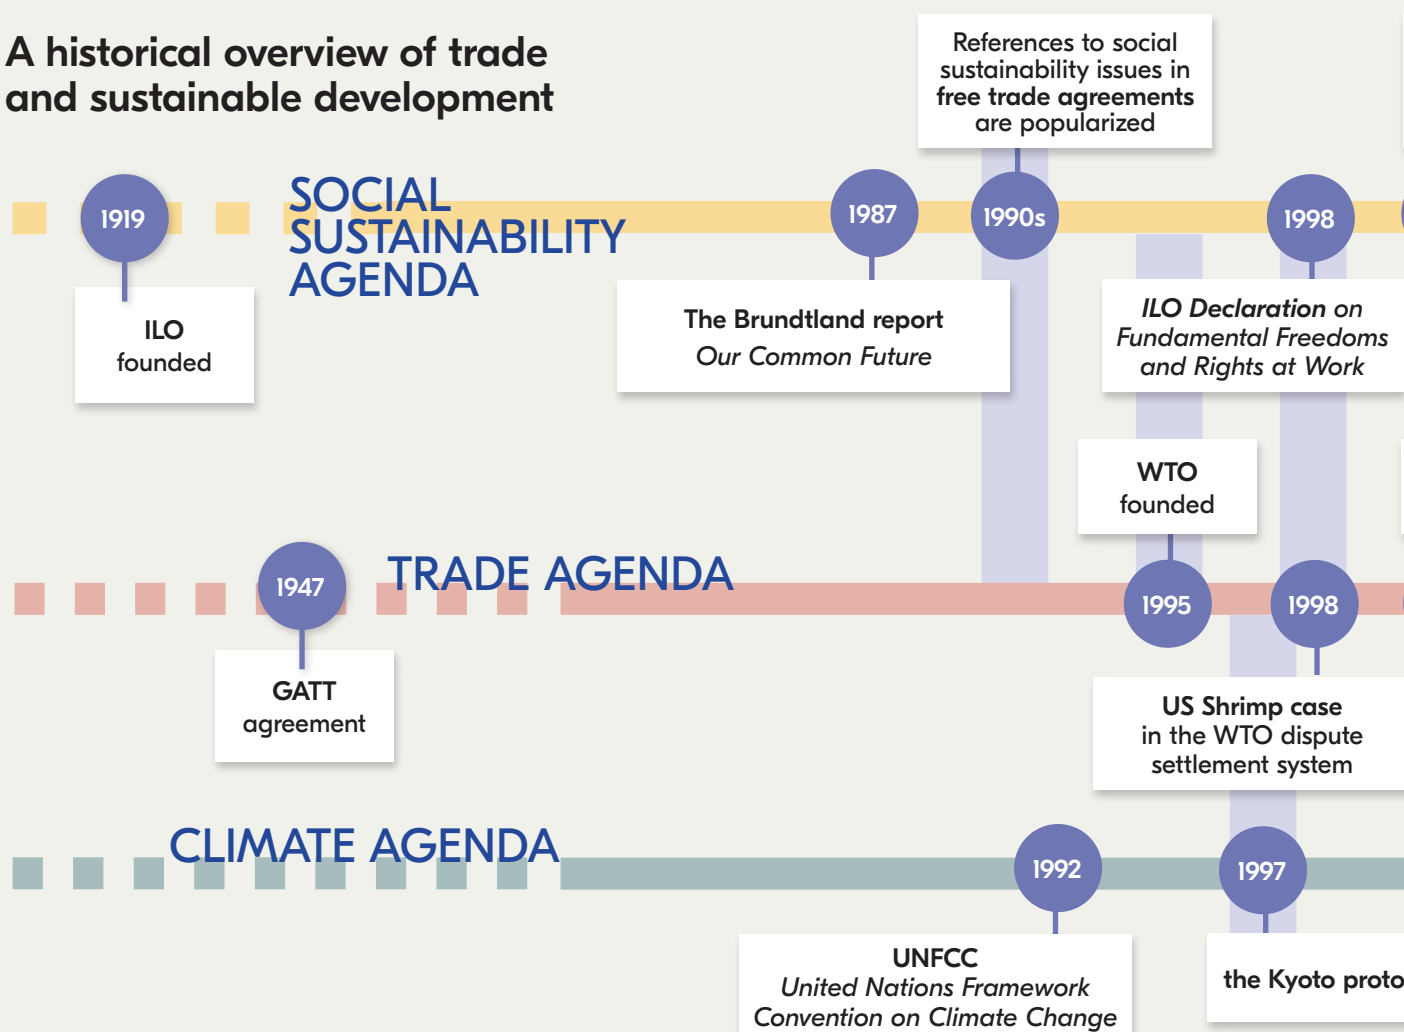 A historical overview of trade
and sustainable development
References to social
sustainability issues in
free trade agreements
are popularized
SOCIAL
SUSTAINABILITY
AGENDA
1919
1987
1990s
1998
ILO
founded
The Brundtland report
Our Common Future
ILO Declaration on
Fundamental Freedoms
and Rights at Work
WTO
founded
TRADE AGENDA
1947
1995
1998
GATT
agreement
US Shrimp case
in the WTO dispute
settlement system
CLIMATE AGENDA
1992
1997
UNFCC
United Nations Framework
Convention on Climate Change
the Kyoto proto